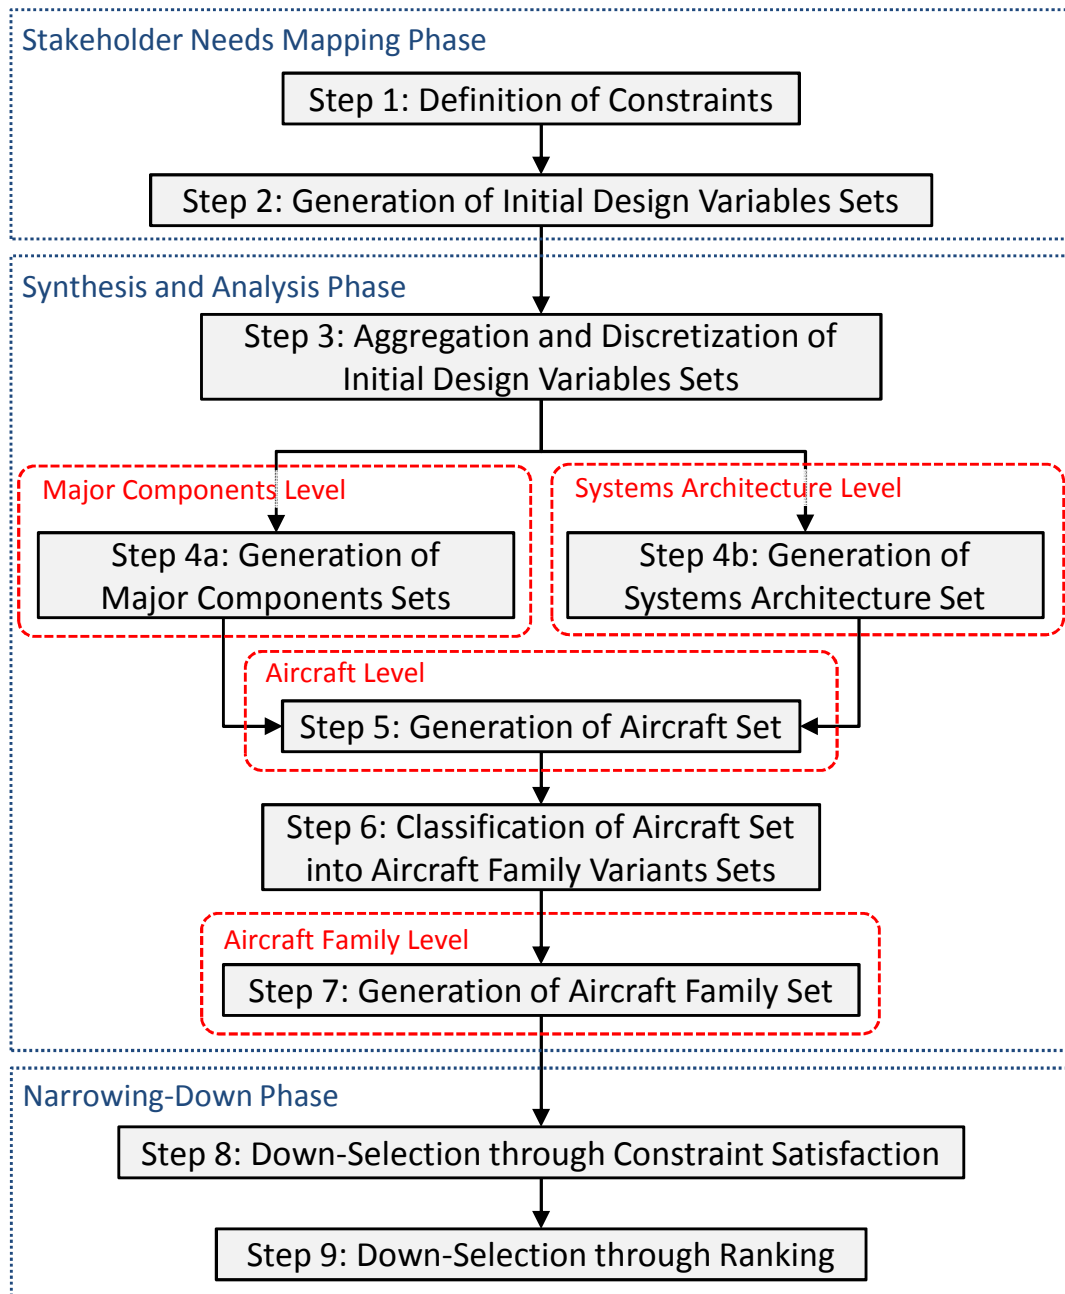 Stakeholder Needs Mapping Phase
Step 1: Definition of Constraints
Step 2: Generation of Initial Design Variables Sets
Synthesis and Analysis Phase
Step 3: Aggregation and Discretization of
Initial Design Variables Sets
Major Components Level
Step 4a: Generation of
Major Components Sets
Systems Architecture Level
Step 4b: Generation of
Systems Architecture Set
Aircraft Level
Step 5: Generation of Aircraft Set
Step 6: Classification of Aircraft Set
into Aircraft Family Variants Sets
Aircraft Family Level
Step 7: Generation of Aircraft Family Set
Narrowing-Down Phase
Step 8: Down-Selection through Constraint Satisfaction
Step 9: Down-Selection through Ranking